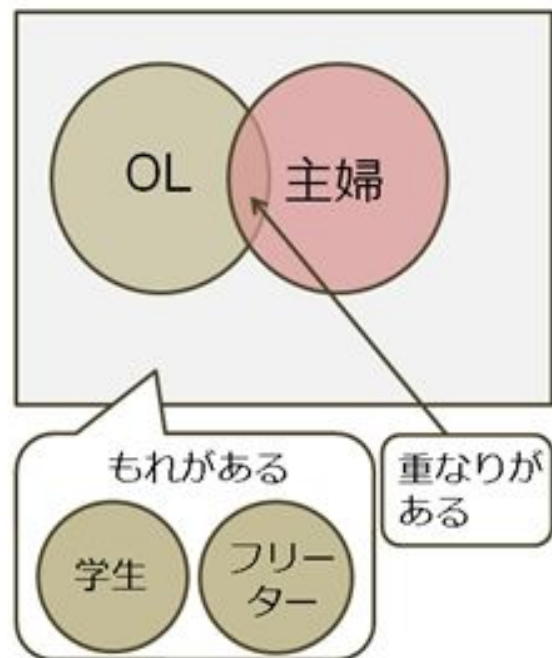 OL
主婦
もれがある
重なりが
ある
学生
フリー
ター